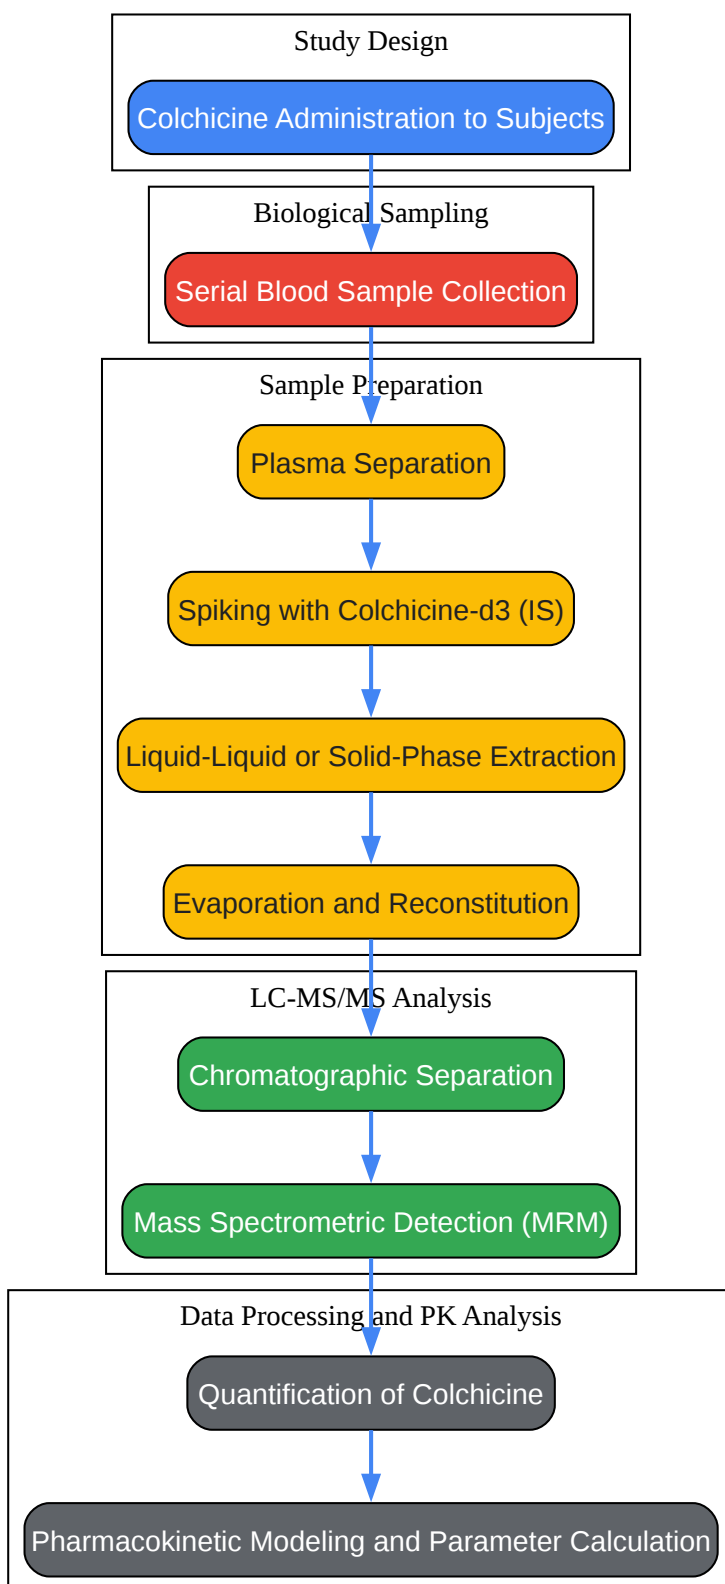 Study Design
Colchicine Administration to Subjects
Biological Sampling
Serial Blood Sample Collection
Sample Preparation
Plasma Separation
Spiking with Colchicine-d3 (IS)
Liquid-Liquid or Solid-Phase Extraction
Evaporation and Reconstitution
LC-MS/MS Analysis
Chromatographic Separation
Mass Spectrometric Detection (MRM)
Data Processing and PK Analysis
Quantification of Colchicine
Pharmacokinetic Modeling and Parameter Calculation